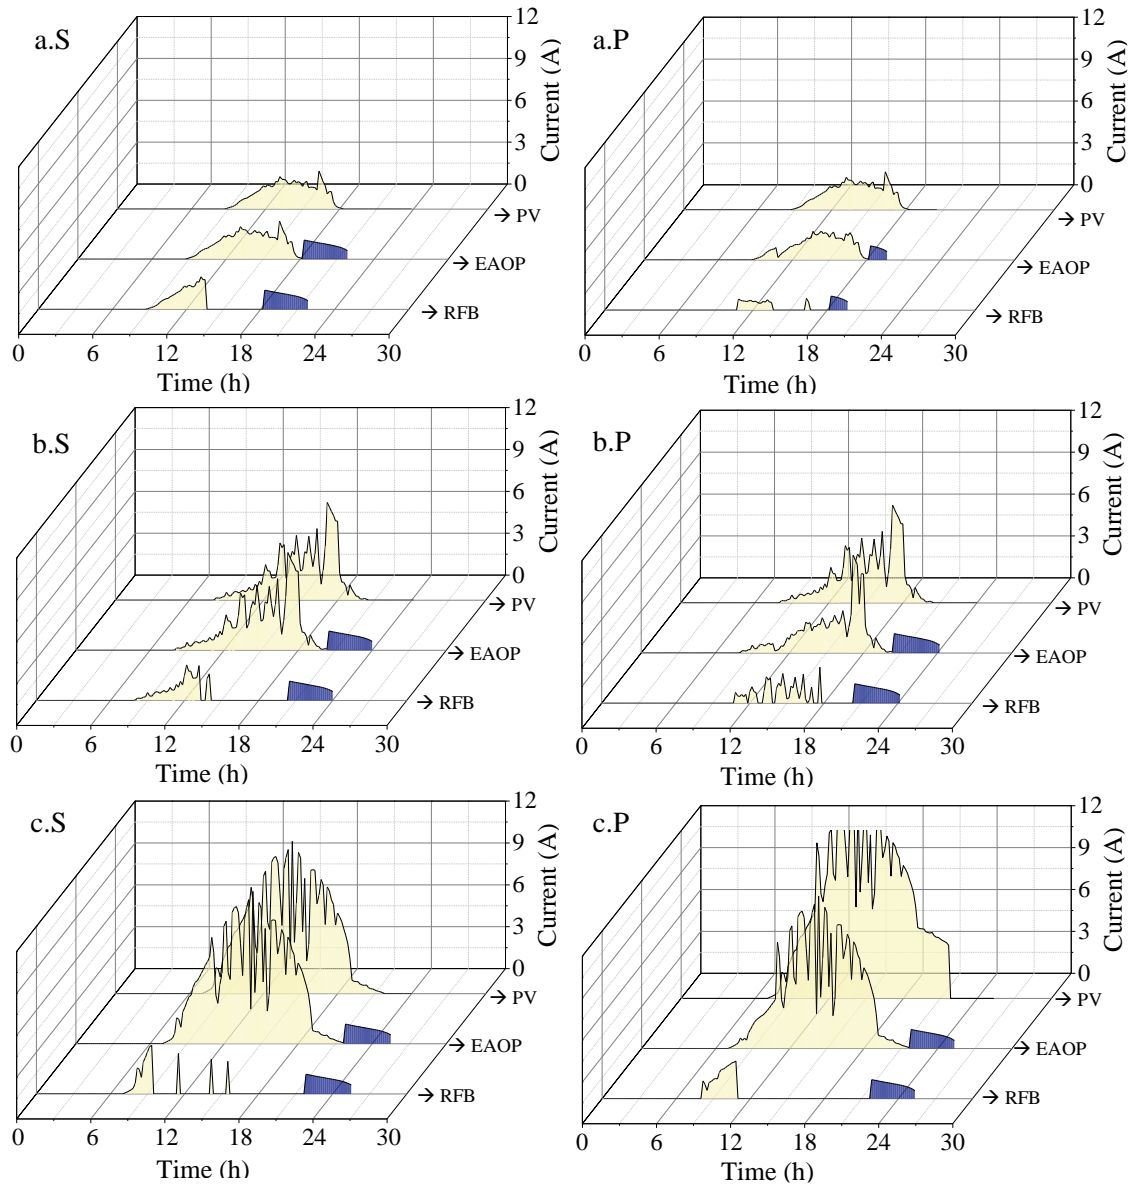 a.S
12
9
6
3
0
Current (A)
→ PV
→ EAOP
→ RFB
0 6 12 18 24 30
Time (h)
a.P
12
9
6
3
0
Current (A)
→ PV
→ EAOP
→ RFB
0 6 12 18 24 30
Time (h)
b.S
12
9
6
3
0
Current (A)
→ PV
→ EAOP
→ RFB
0 6 12 18 24 30
Time (h)
b.P
12
9
6
3
0
Current (A)
→ PV
→ EAOP
→ RFB
0 6 12 18 24 30
Time (h)
c.S
12
9
6
3
0
Current (A)
→ PV
→ EAOP
→ RFB
0 6 12 18 24 30
Time (h)
c.P
12
9
6
3
0
Current (A)
→ PV
→ EAOP
→ RFB
0 6 12 18 24 30
Time (h)